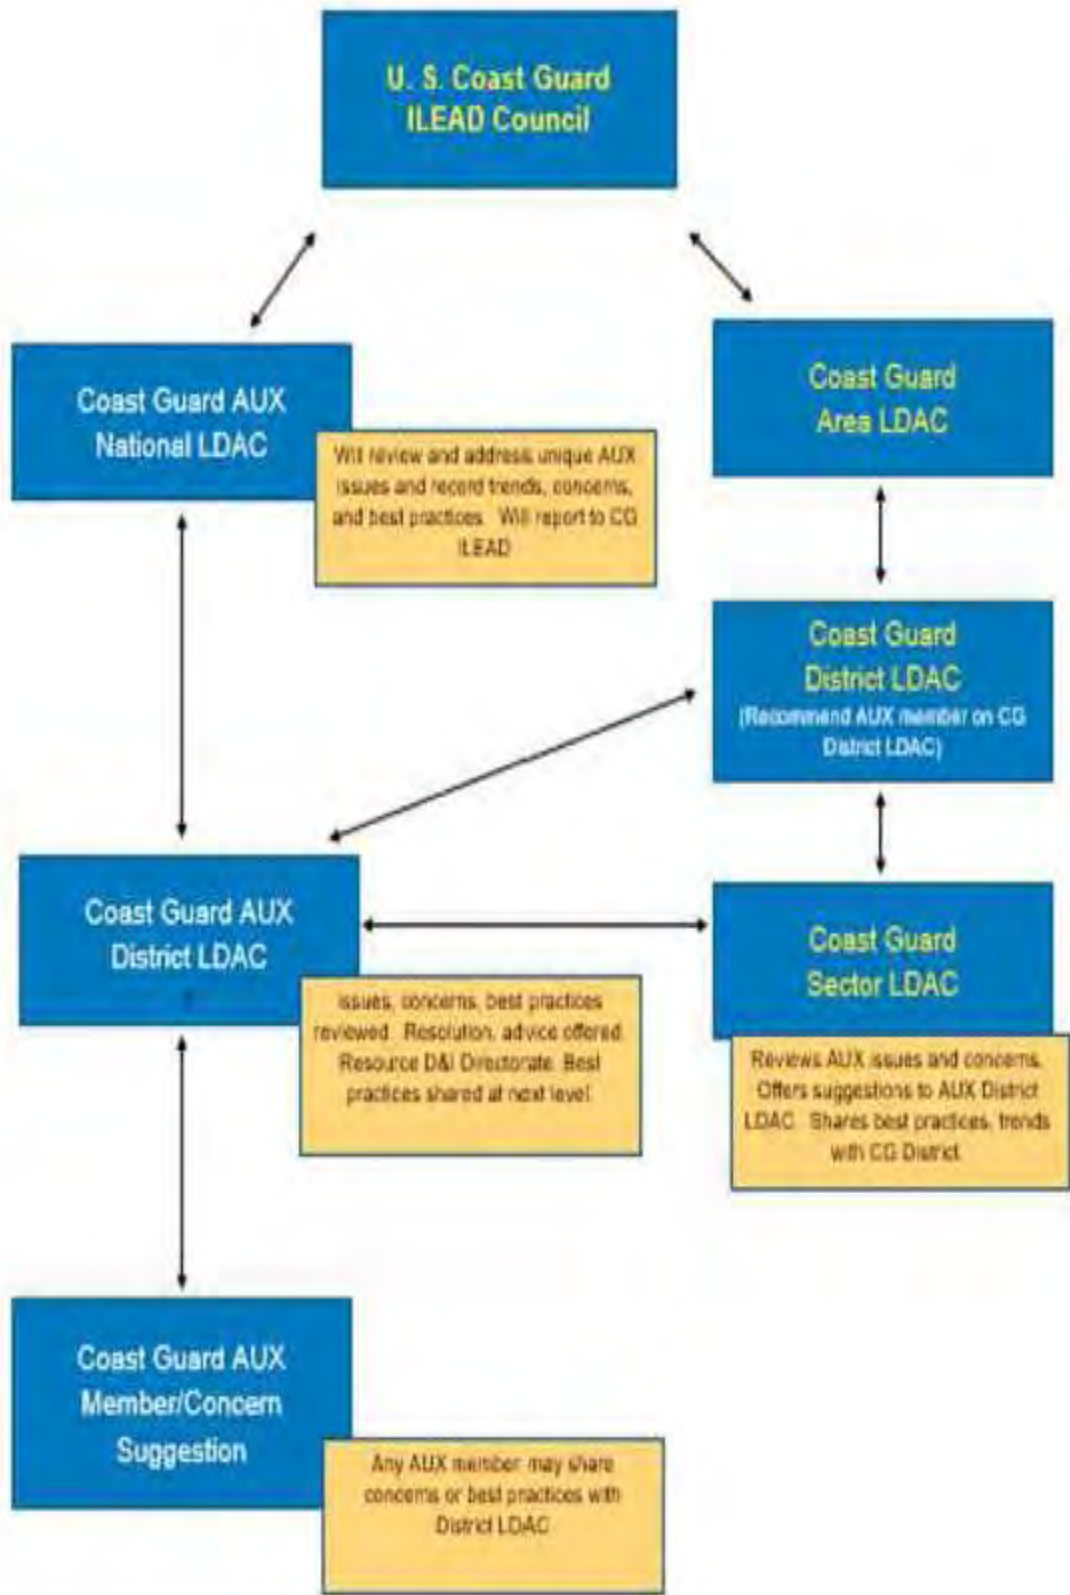 U. S. Coast Guard
ILEAD Council
Coast Guard AUX
National LDAC
Will review and address unique AUX
issues and record trends, concerns,
and best practices. Will report to CG
ILEAD
Coast Guard
Area LDAC
Coast Guard
District LDAC
(Recommend AUX member on CG
District LDAC)
Coast Guard AUX
District LDAC
Issues, concerns, best practices
reviewed. Resolution, advice offered.
Resource D&I Directorate. Best
practices shared at next level.
Coast Guard
Sector LDAC
Reviews AUX issues and concerns.
Offers suggestions to AUX District
LDAC. Shares best practices, trends
with CG District.
Coast Guard AUX
Member/Concern
Suggestion
Any AUX member may share
concerns or best practices with
District LDAC